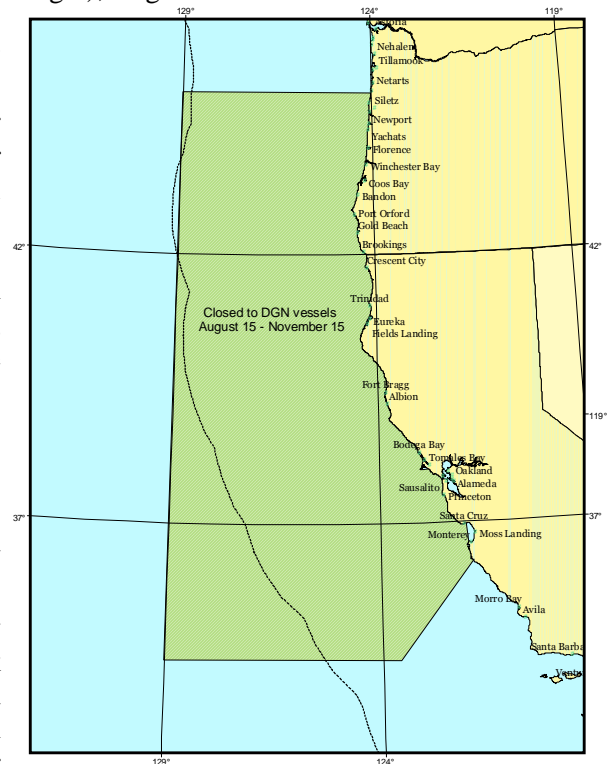 129°
124°
119°
Astoria
Nehalem
Tillamook
Netarts
Siletz
Newport
Yachats
Florence
Winchester Bay
Coos Bay
Bandon
Port Orford
Gold Beach
42°
Brookings
42°
Crescent City
Trinidad
Closed to DGN vessels
August 15 - November 15
Eureka
Fields Landing
Fort Bragg
Albion
119°
Bodega Bay
Tomales Bay
Oakland
Sausalito
Alameda
Princeton
37°
Santa Cruz
37°
Monterey
Moss Landing
Morro Bay
Avila
Santa Barba
Ventu
129°
124°